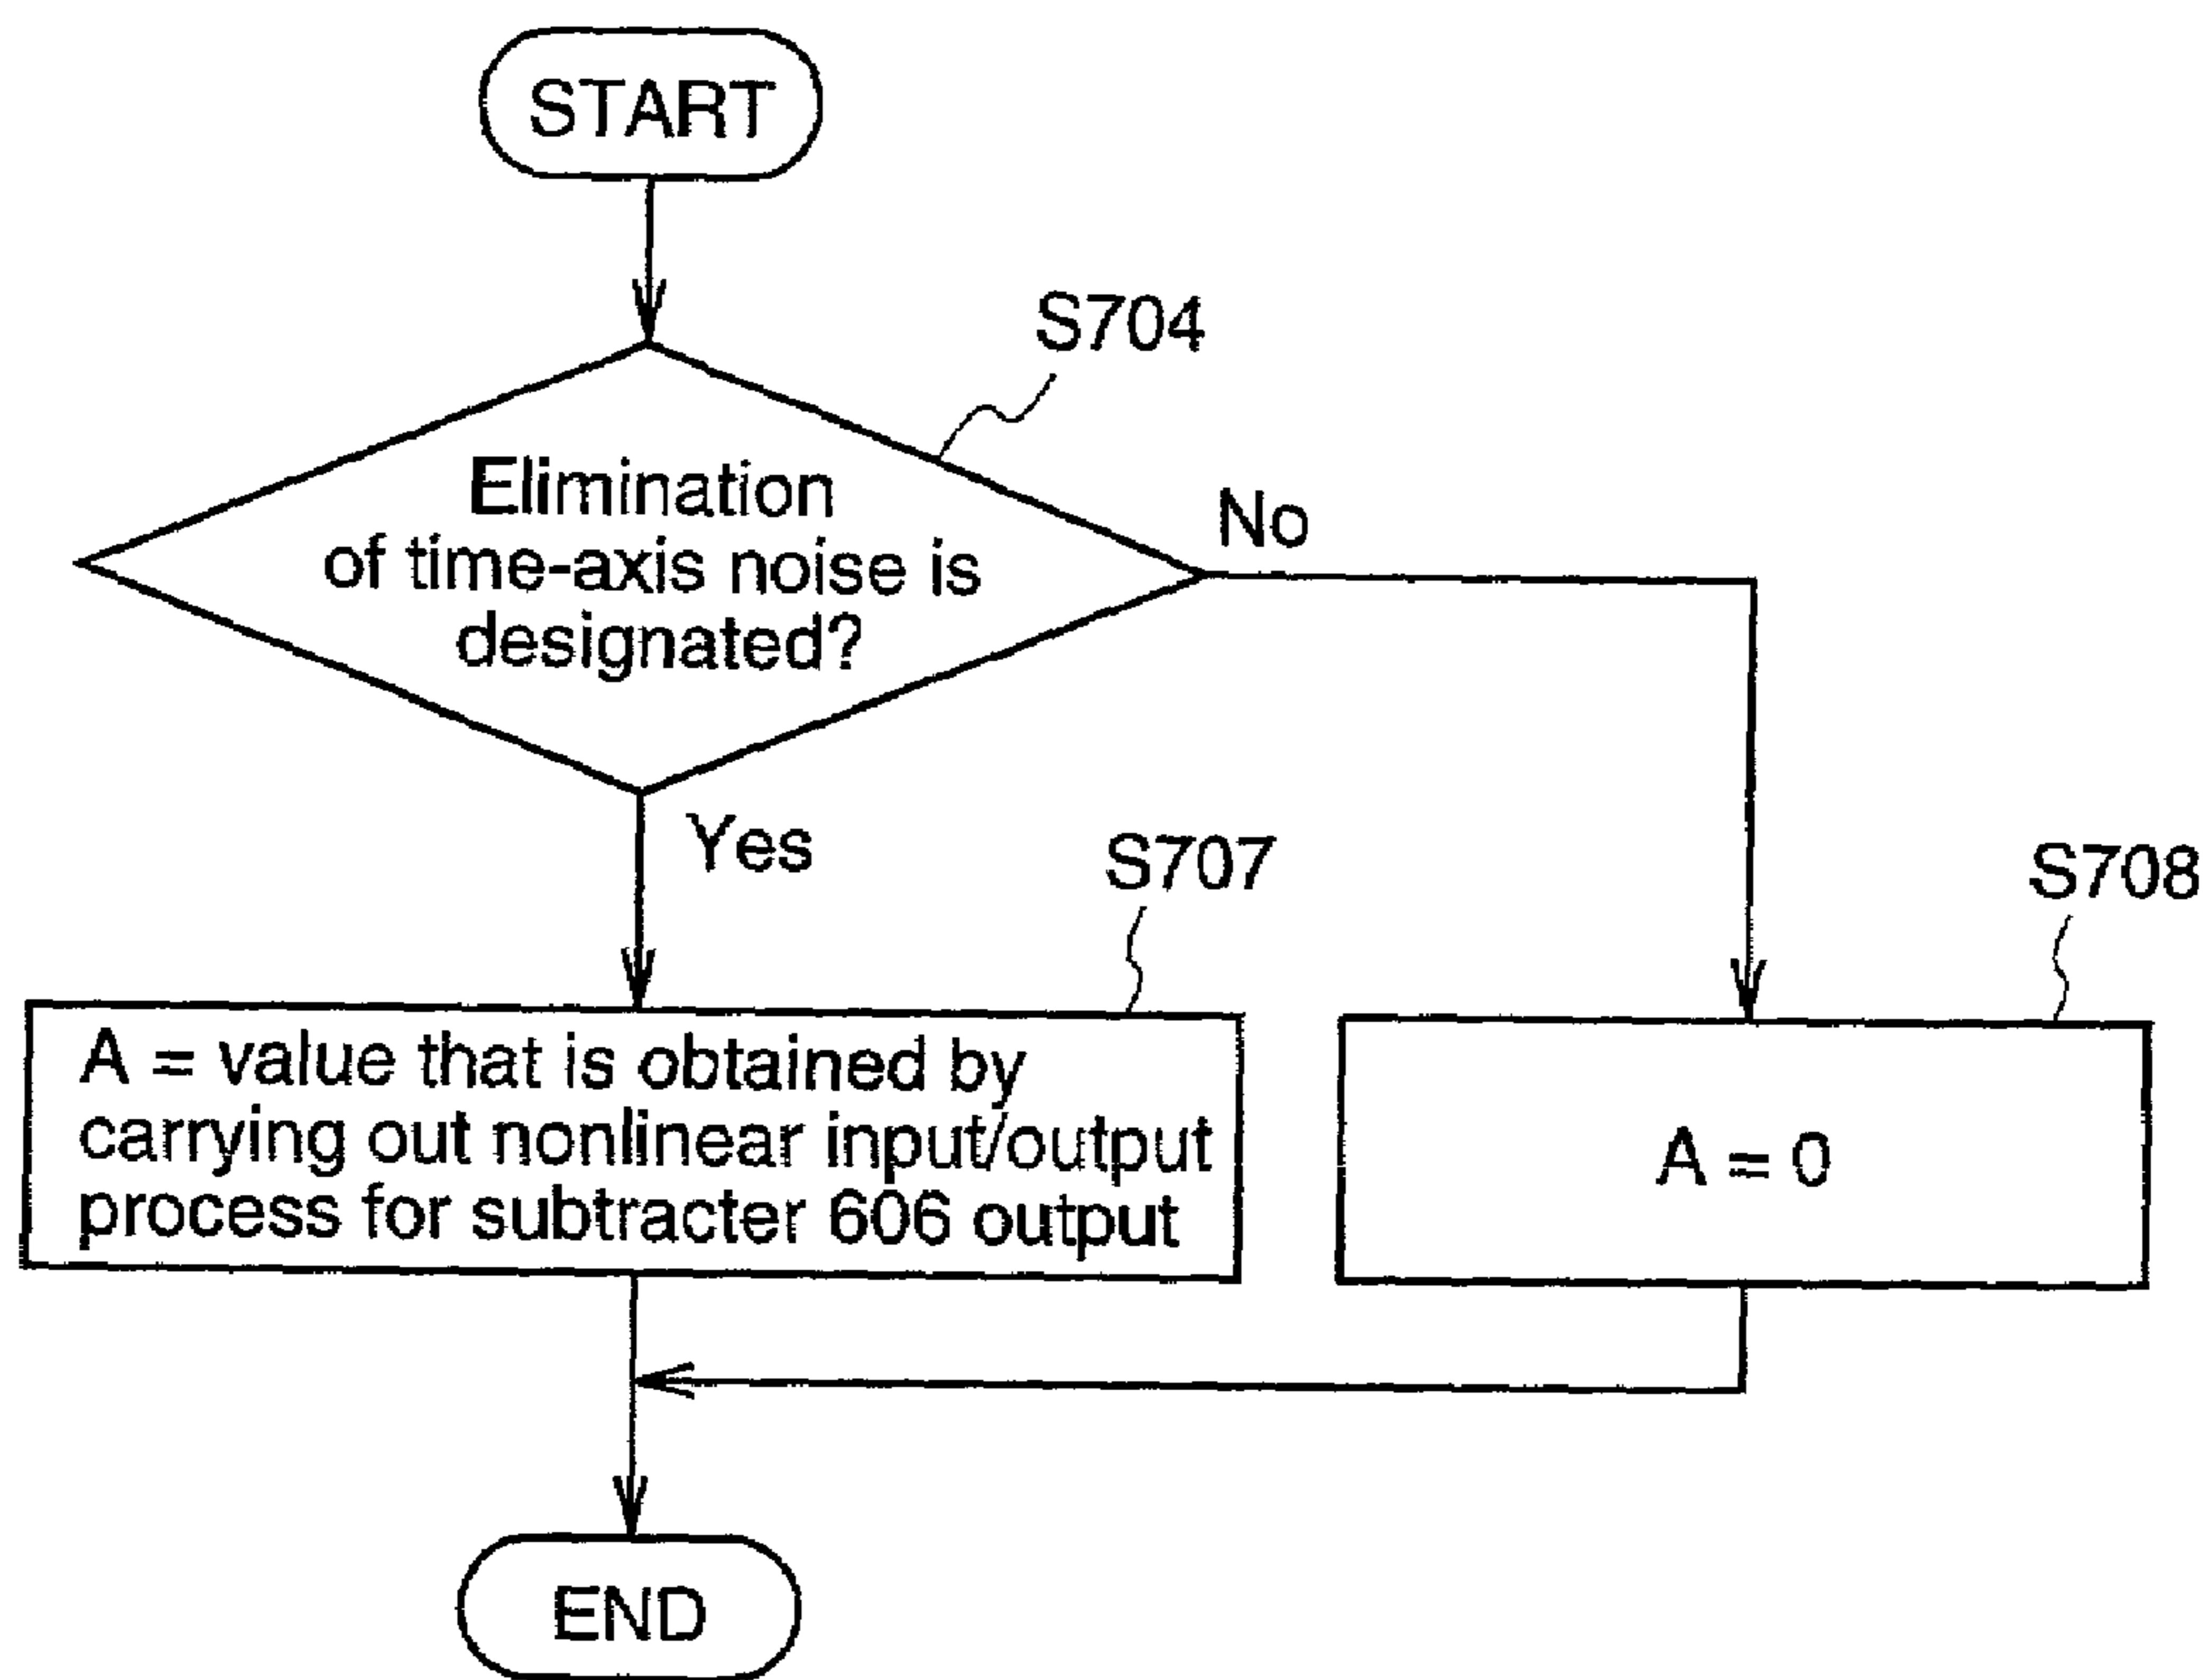 START
S704
Elimination
of time-axis noise is
designated?
No
Yes
S707
S708
A = value that is obtained by
carrying out nonlinear input/output
process for subtracter 606 output
A = 0
END